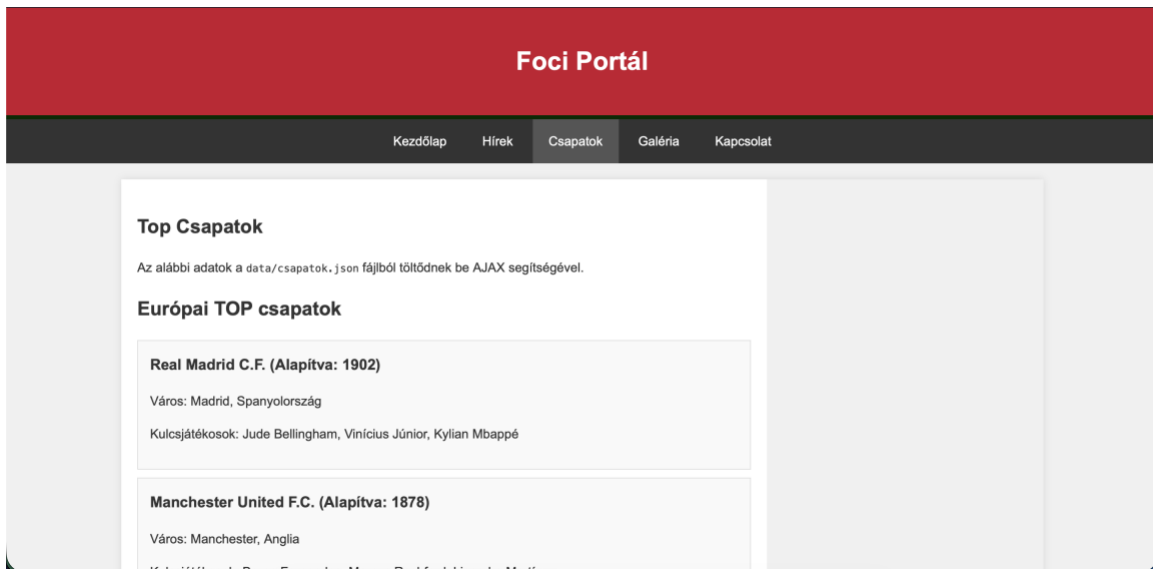 Foci Portál
Kezdőlap Hírek Csapatok Galéria Kapcsolat
Top Csapatok
Az alábbi adatok a data/csapatok.json fájlból töltődnek be AJAX segítségével.
Európai TOP csapatok
Real Madrid C.F. (Alapítva: 1902)
Város: Madrid, Spanyolország
Kulcsjátékosok: Jude Bellingham, Vinícius Júnior, Kylian Mbappé
Manchester United F.C. (Alapítva: 1878)
Város: Manchester, Anglia